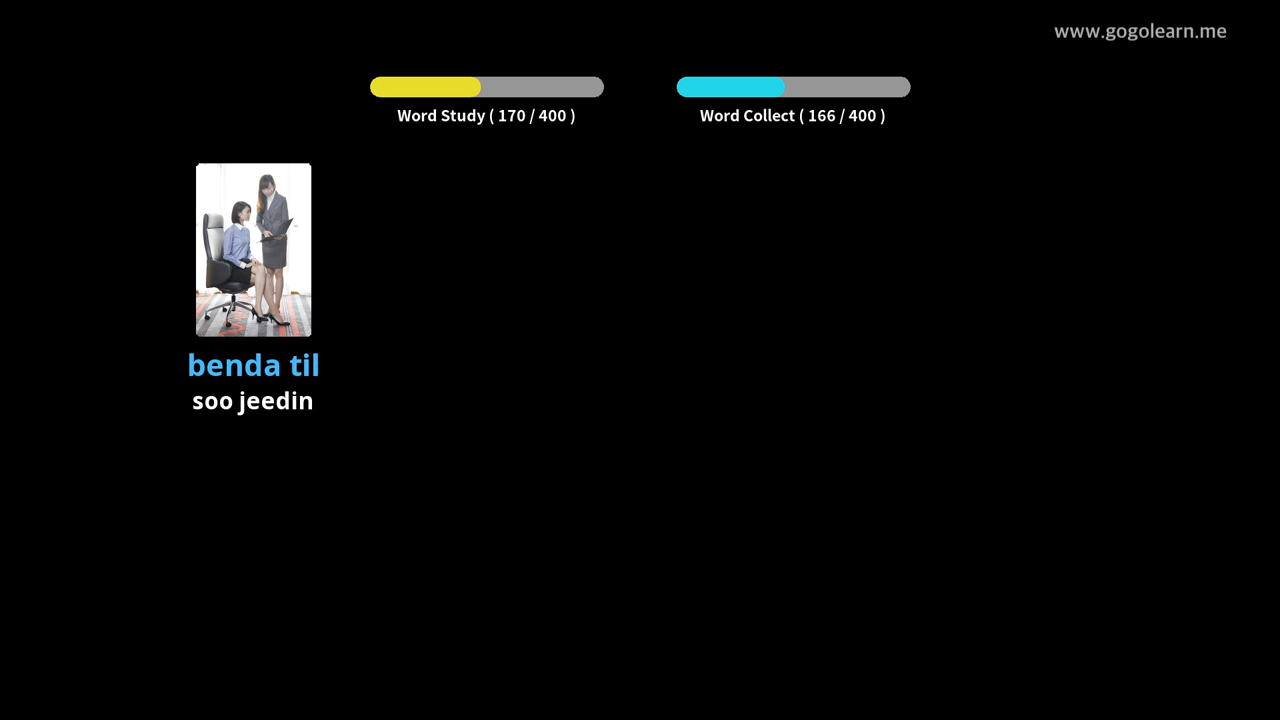 www.gogolearn.me
Word Study ( 170 / 400 )
Word Collect ( 166 / 400 )
benda til
soo jeedin